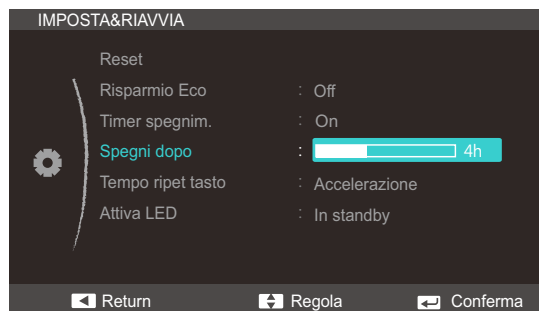 IMPOSTA&RIAVVIA
Reset
Risparmio Eco : Off
Timer spegnim. : On
Spegni dopo : 4h
Tempo ripet tasto : Accelerazione
Attiva LED : In standby
Return Regola Conferma